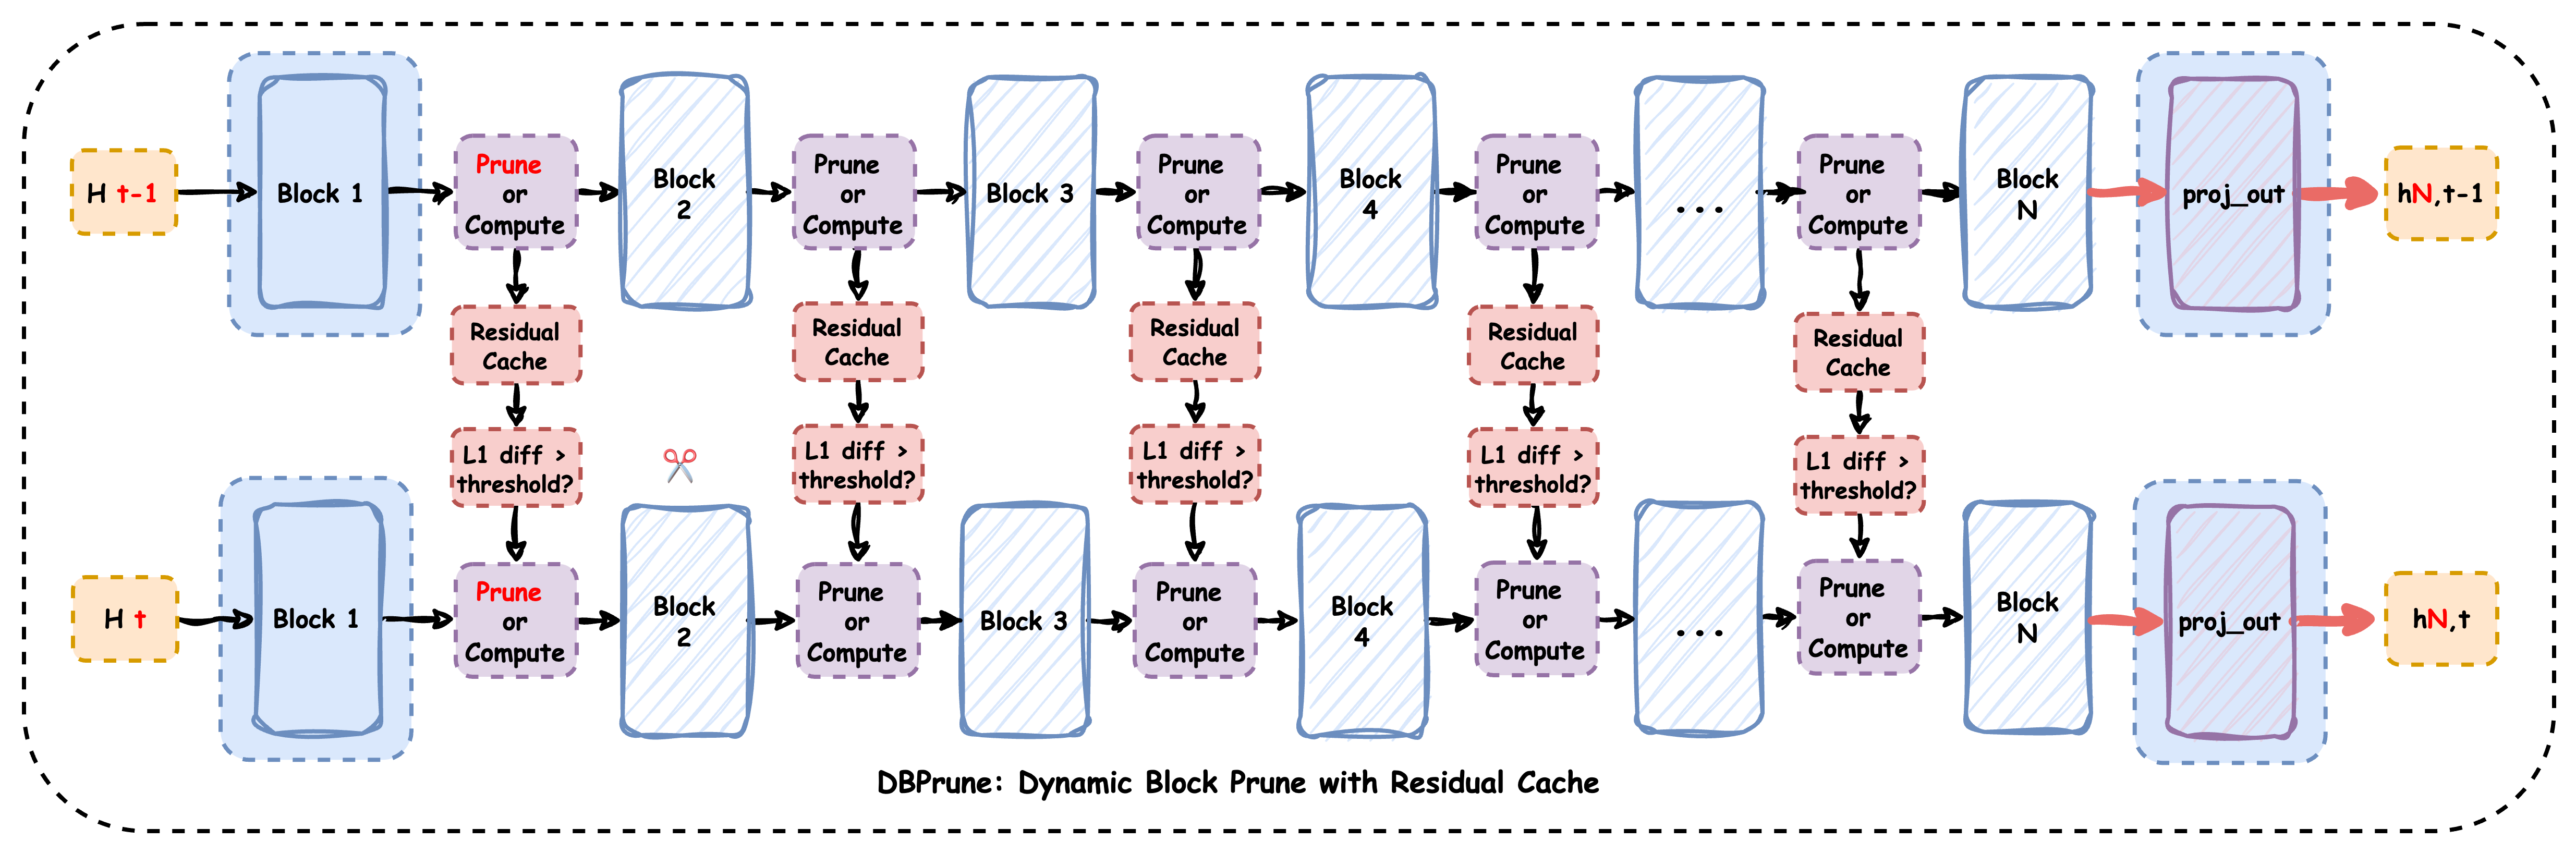 H t-1
Block 1
Prune
or
Compute
Block
2
Prune
or
Compute
Block 3
Prune
or
Compute
Block
4
Prune
or
Compute
...
Prune
or
Compute
Block
N
proj_out
hN,t-1
Residual
Cache
Residual
Cache
Residual
Cache
Residual
Cache
Residual
Cache
L1 diff >
threshold?
L1 diff >
threshold?
L1 diff >
threshold?
L1 diff >
threshold?
L1 diff >
threshold?
H t
Block 1
Prune
or
Compute
Block
2
Prune
or
Compute
Block 3
Prune
or
Compute
Block
4
Prune
or
Compute
...
Prune
or
Compute
Block
N
proj_out
hN,t
DBPrune: Dynamic Block Prune with Residual Cache